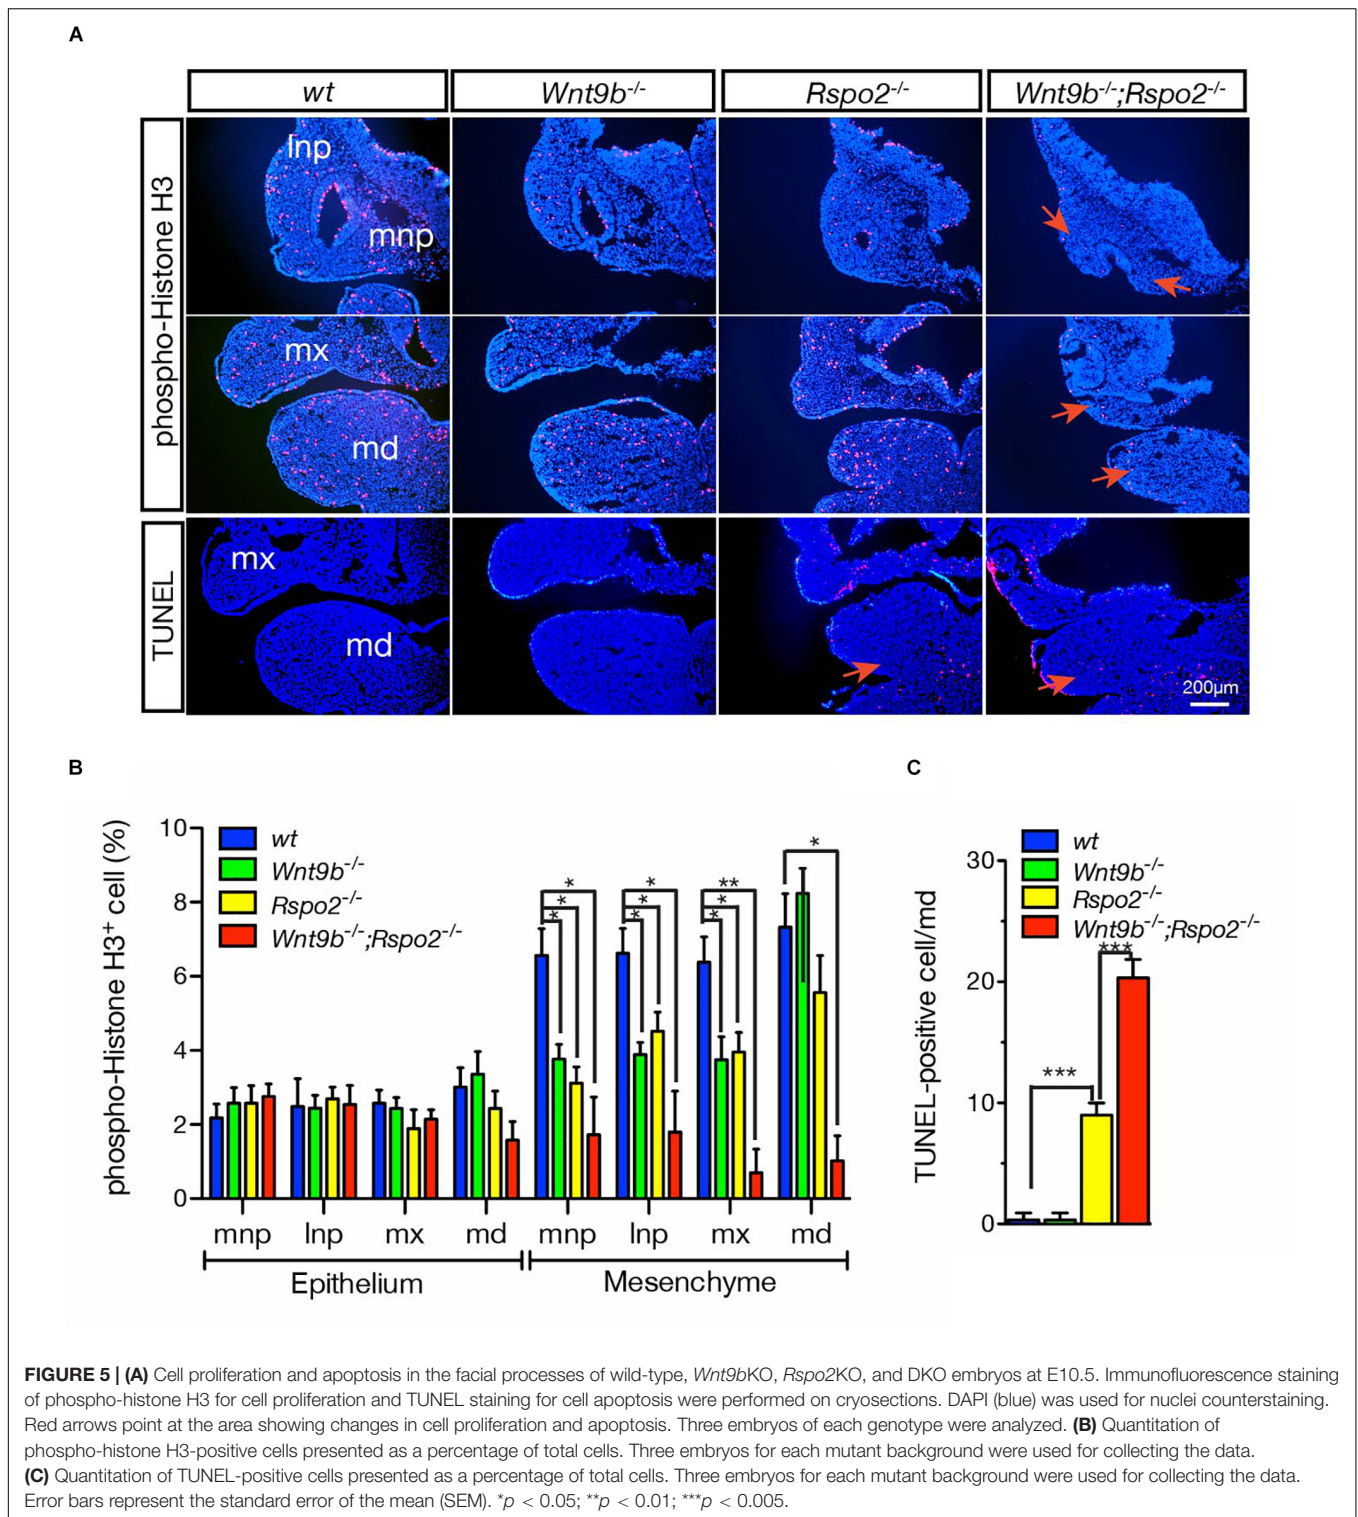 A
wt
Wnt9b-/-
Rspo2-/-
Wnt9b-/-;Rspo2-/-
phospho-Histone H3
lnp
mnp
mx
md
TUNEL
mx
md
200µm
B
phospho-Histone H3+ cell (%)
10
8
6
4
2
0
wt
Wnt9b-/-
Rspo2-/-
Wnt9b-/-;Rspo2-/-
*
*
*
*
*
*
**
*
*
*
mnp lnp mx md mnp lnp mx md
Epithelium Mesenchyme
C
TUNEL-positive cell/md
30
20
10
0
wt
Wnt9b-/-
Rspo2-/-
Wnt9b-/-;Rspo2-/-
***
***
FIGURE 5 | (A) Cell proliferation and apoptosis in the facial processes of wild-type, Wnt9bKO, Rspo2KO, and DKO embryos at E10.5. Immunofluorescence staining
of phospho-histone H3 for cell proliferation and TUNEL staining for cell apoptosis were performed on cryosections. DAPI (blue) was used for nuclei counterstaining.
Red arrows point at the area showing changes in cell proliferation and apoptosis. Three embryos of each genotype were analyzed. (B) Quantitation of
phospho-histone H3-positive cells presented as a percentage of total cells. Three embryos for each mutant background were used for collecting the data.
(C) Quantitation of TUNEL-positive cells presented as a percentage of total cells. Three embryos for each mutant background were used for collecting the data.
Error bars represent the standard error of the mean (SEM). *p < 0.05; **p < 0.01; ***p < 0.005.